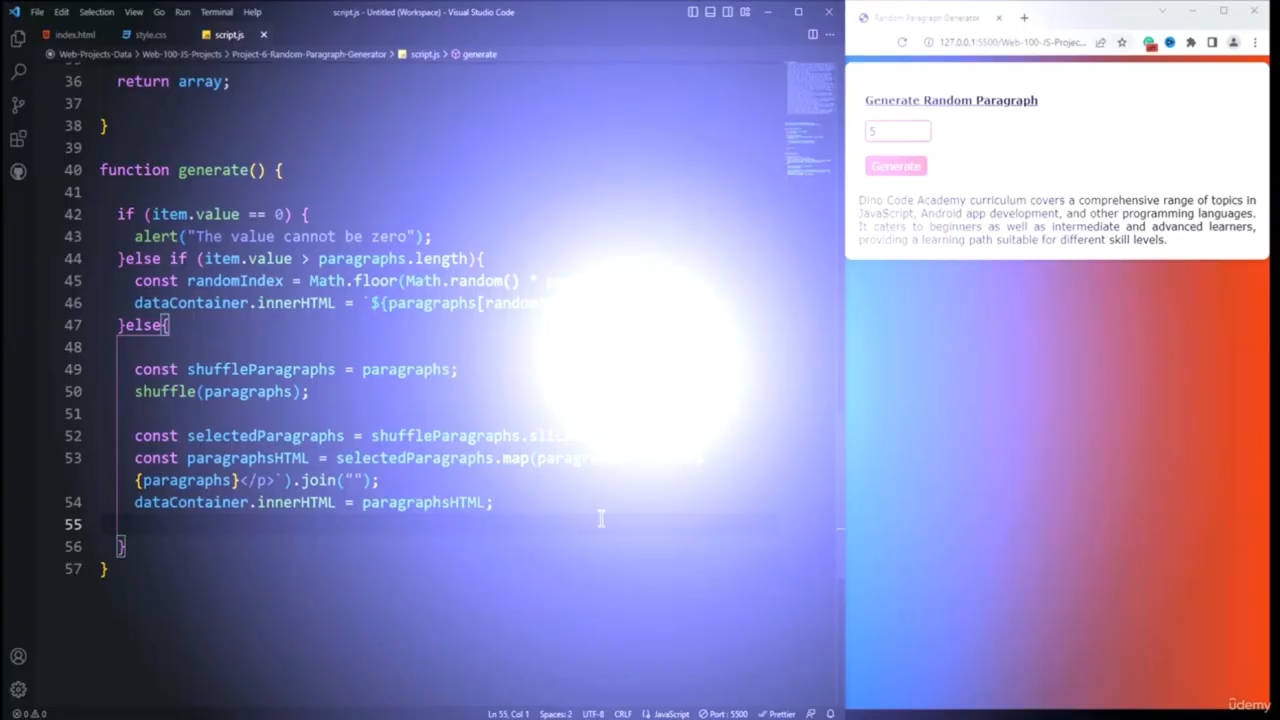 File Edit Selection View Go Run Terminal Help
script.js - Untitled (Workspace) - Visual Studio Code
index.html style.css script.js
Web-Projects-Data > Web-100-JS-Projects > Project-6-Random-Paragraph-Generator > script.js > generate
36 return array;
37
38 }
39
40 function generate() {
41
42 if (item.value == 0) {
43 alert("The value cannot be zero");
44 }else if (item.value > paragraphs.length){
45 const randomIndex = Math.floor(Math.random() *
46 dataContainer.innerHTML = `${paragraphs[random
47 }else{
48
49 const shuffleParagraphs = paragraphs;
50 shuffle(paragraphs);
51
52 const selectedParagraphs = shuffleParagraphs.slic
53 const paragraphsHTML = selectedParagraphs.map(parag
{paragraphs}</p>`).join("");
54 dataContainer.innerHTML = paragraphsHTML;
55
56 }
57 }
0 0
Ln 55, Col 1 Spaces: 2 UTF-8 CRLF JavaScript Port : 5500 Prettier
Random Paragraph Generator
127.0.0.1:5500/Web-100-JS-Projec...
Generate Random Paragraph
5
Generate
Dino Code Academy curriculum covers a comprehensive range of topics in
JavaScript, Android app development, and other programming languages.
It caters to beginners as well as intermediate and advanced learners,
providing a learning path suitable for different skill levels.
ûdemy